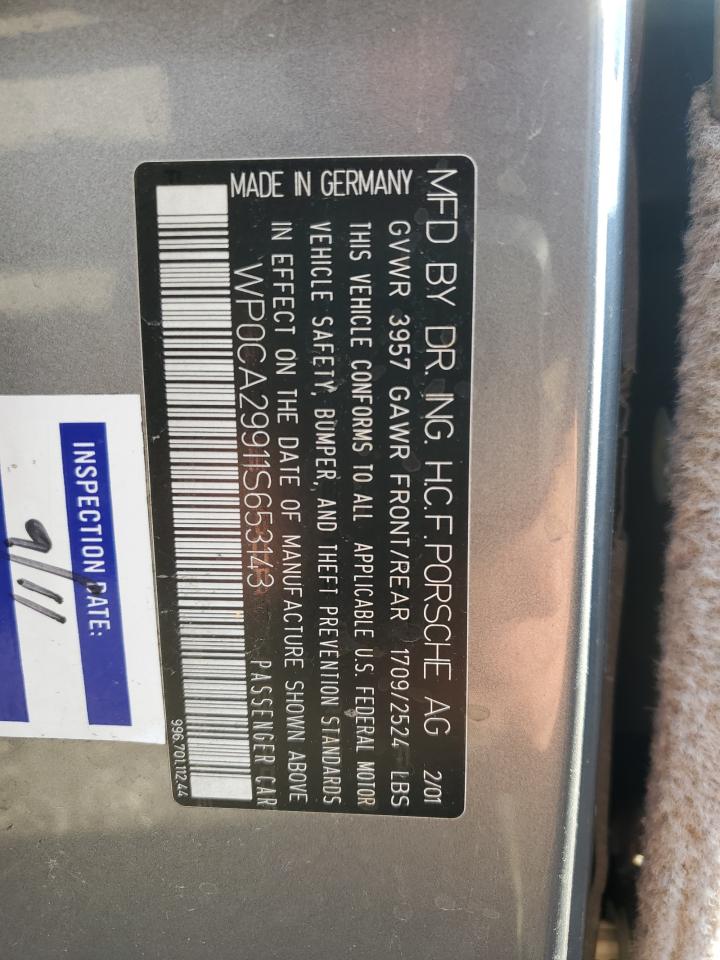 MFD BY DR. ING. H.C.F. PORSCHE AG 2/01
GVWR 3957 GAWR FRONT/REAR 1709/2524 LBS
THIS VEHICLE CONFORMS TO ALL APPLICABLE U.S. FEDERAL MOTOR
VEHICLE SAFETY, BUMPER, AND THEFT PREVENTION STANDARDS
IN EFFECT ON THE DATE OF MANUFACTURE SHOWN ABOVE
MADE IN GERMANY
WP0CA29911S653143 PASSENGER CAR
996.701.112.44
INSPECTION DATE:
9/11